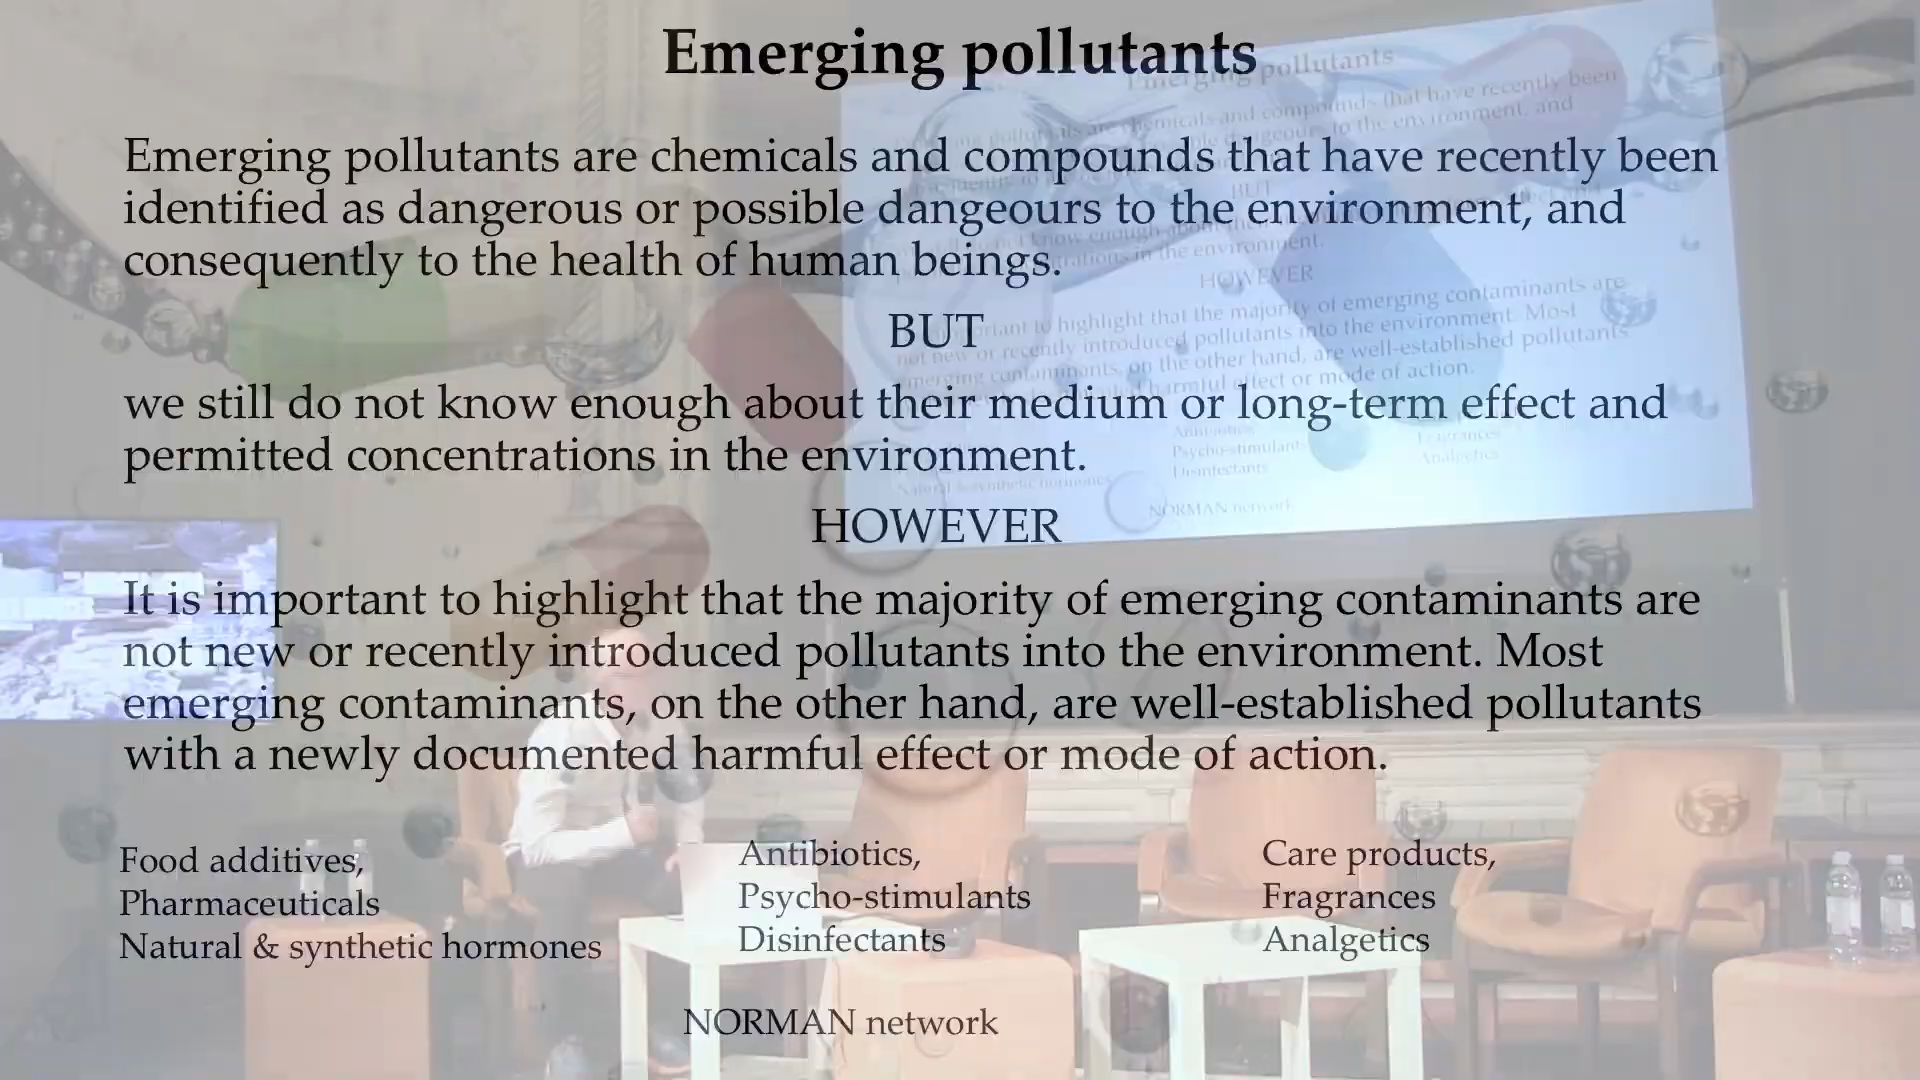 Emerging pollutants
Emerging pollutants are chemicals and compounds that have recently been
identified as dangerous or possible dangeours to the environment, and
consequently to the health of human beings.
BUT
we still do not know enough about their medium or long-term effect and
permitted concentrations in the environment.
HOWEVER
It is important to highlight that the majority of emerging contaminants are
not new or recently introduced pollutants into the environment. Most
emerging contaminants, on the other hand, are well-established pollutants
with a newly documented harmful effect or mode of action.
Food additives,
Pharmaceuticals
Natural & synthetic hormones
Antibiotics,
Psycho-stimulants
Disinfectants
Care products,
Fragrances
Analgetics
NORMAN network